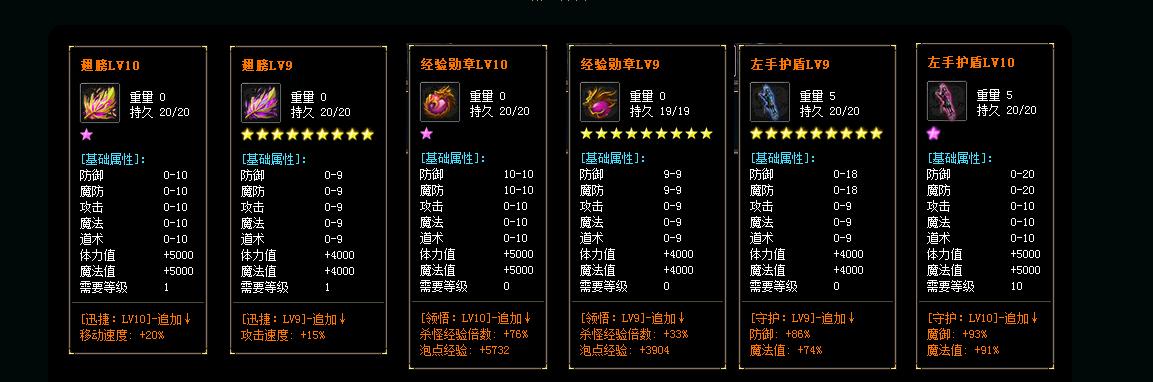 翅膀LV10
重量 0
持久 20/20
[基础属性]:
防御 0-10
魔防 0-10
攻击 0-10
魔法 0-10
道术 0-10
体力值 +5000
魔法值 +5000
需要等级 1
[迅捷: LV10]-追加↓
移动速度: +20%
翅膀LV9
重量 0
持久 20/20
[基础属性]:
防御 0-9
魔防 0-9
攻击 0-9
魔法 0-9
道术 0-9
体力值 +4000
魔法值 +4000
需要等级 1
[迅捷: LV9]-追加↓
攻击速度: +15%
经验勋章LV10
重量 0
持久 20/20
[基础属性]:
防御 10-10
魔防 10-10
攻击 0-10
魔法 0-10
道术 0-10
体力值 +5000
魔法值 +5000
需要等级 0
[领悟: LV10]-追加↓
杀怪经验倍数: +76%
泡点经验: +5732
经验勋章LV9
重量 0
持久 19/19
[基础属性]:
防御 9-9
魔防 9-9
攻击 0-9
魔法 0-9
道术 0-9
体力值 +4000
魔法值 +4000
需要等级 0
[领悟: LV9]-追加↓
杀怪经验倍数: +33%
泡点经验: +3904
左手护盾LV9
重量 5
持久 20/20
[基础属性]:
防御 0-18
魔防 0-18
攻击 0-9
魔法 0-9
道术 0-9
体力值 +4000
魔法值 +4000
需要等级 0
[守护: LV9]-追加↓
防御: +86%
魔法值: +74%
左手护盾LV10
重量 5
持久 20/20
[基础属性]:
防御 0-20
魔防 0-20
攻击 0-10
魔法 0-10
道术 0-10
体力值 +5000
魔法值 +5000
需要等级 10
[守护: LV10]-追加↓
魔御: +93%
魔法值: +91%